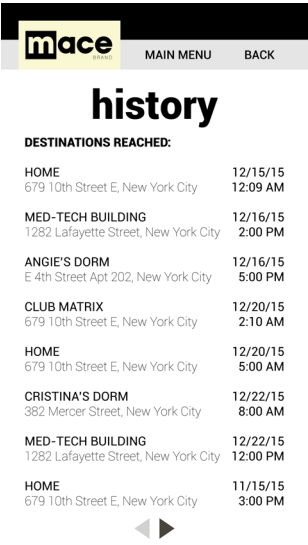 mace
BRAND
MAIN MENU BACK
history
DESTINATIONS REACHED:
HOME 12/15/15
679 10th Street E, New York City 12:09 AM
MED-TECH BUILDING 12/16/15
1282 Lafayette Street, New York City 2:00 PM
ANGIE'S DORM 12/16/15
E 4th Street Apt 202, New York City 5:00 PM
CLUB MATRIX 12/20/15
679 10th Street E, New York City 2:10 AM
HOME 12/20/15
679 10th Street E, New York City 5:00 AM
CRISTINA'S DORM 12/22/15
382 Mercer Street, New York City 8:00 AM
MED-TECH BUILDING 12/22/15
1282 Lafayette Street, New York City 12:00 PM
HOME 11/15/15
679 10th Street E, New York City 3:00 PM